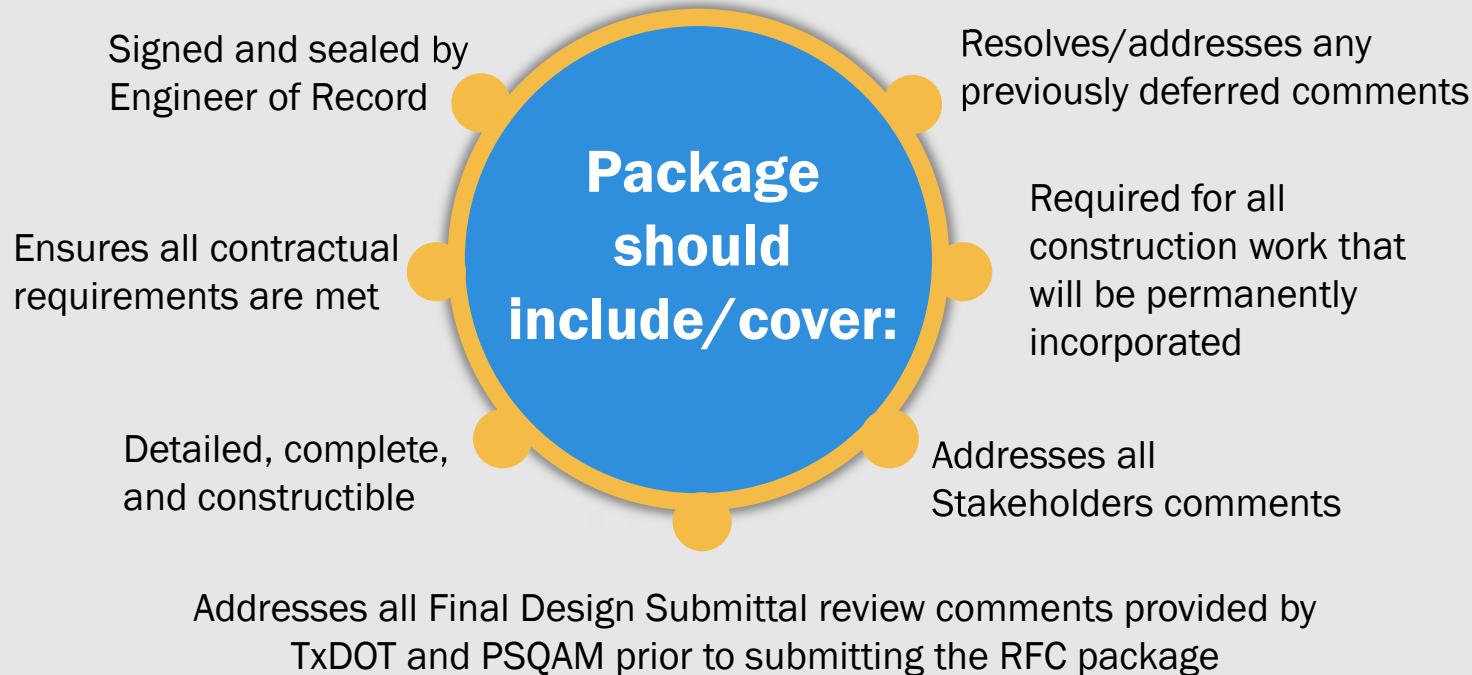 Signed and sealed by
Engineer of Record
Ensures all contractual
requirements are met
Detailed, complete,
and constructible
Package
should
include/cover:
Resolves/addresses any
previously deferred comments
Required for all
construction work that
will be permanently
incorporated
Addresses all
Stakeholders comments
Addresses all Final Design Submittal review comments provided by
TxDOT and PSQAM prior to submitting the RFC package